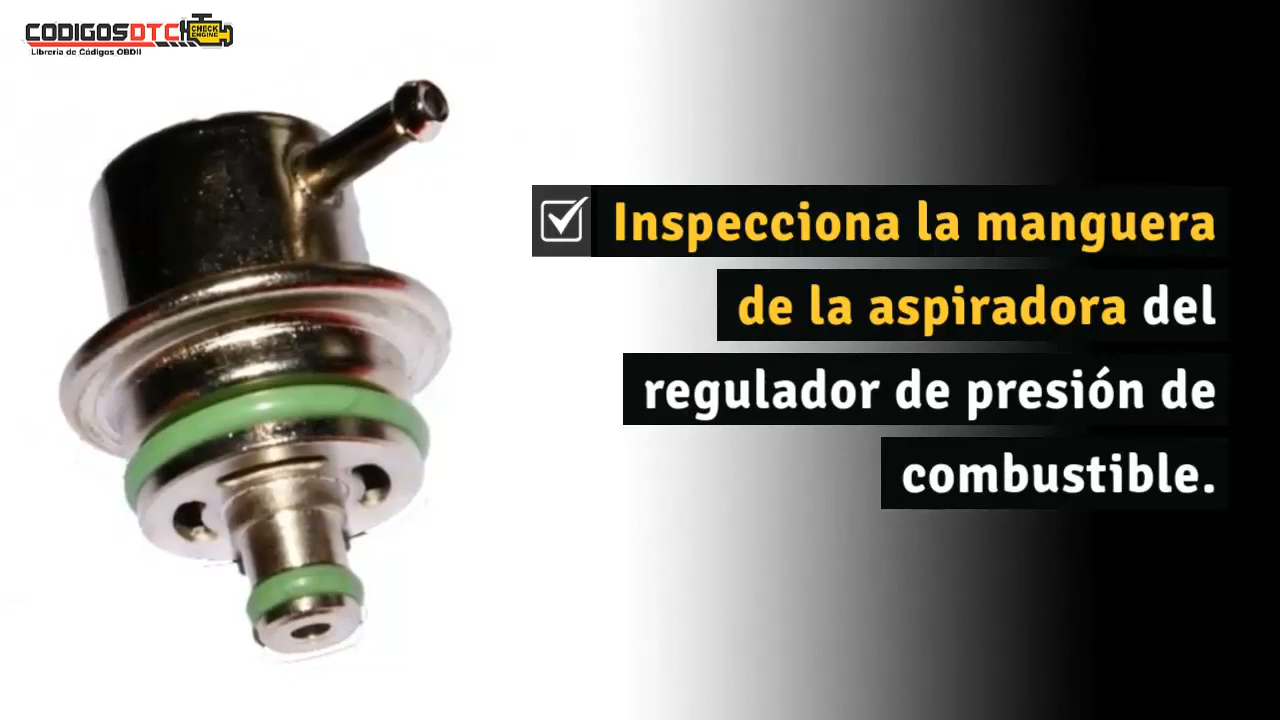 CODIGOSDTC
CHECK
ENGINE
Librería de Códigos OBDII
Inspecciona la manguera
de la aspiradora del
regulador de presión de
combustible.